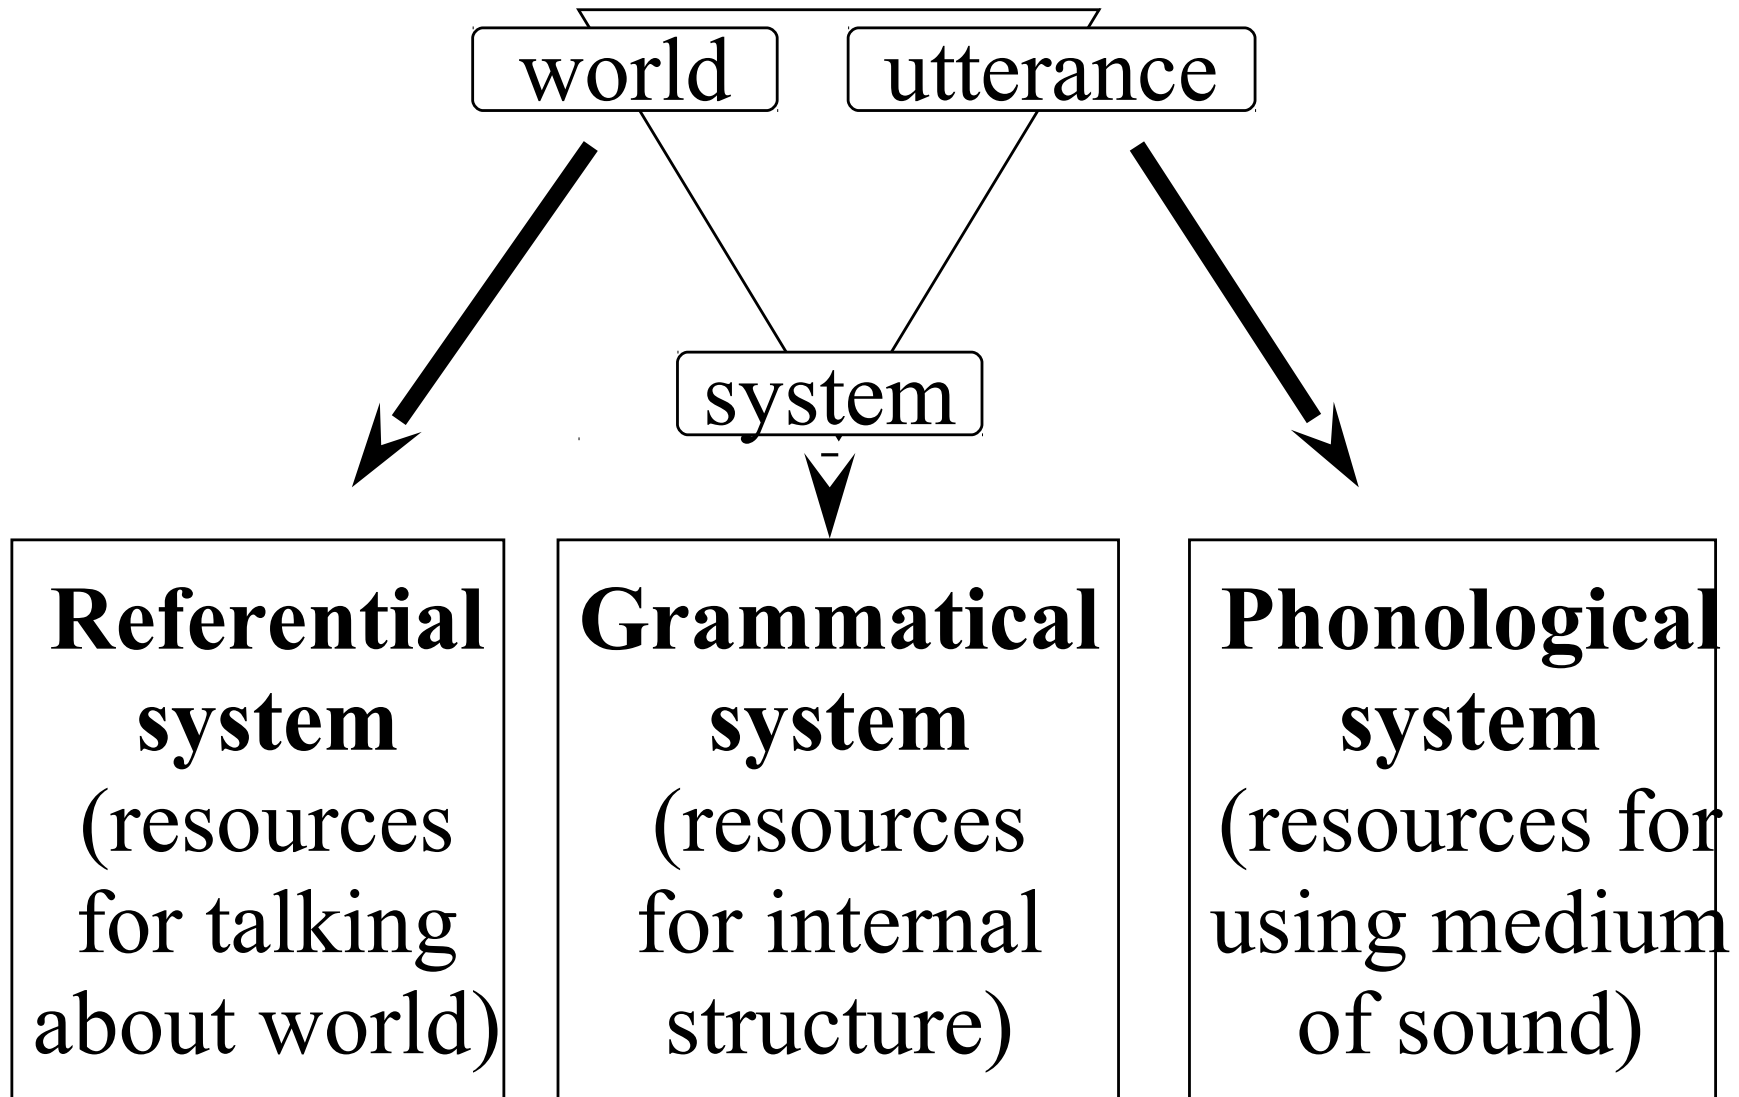 world
utterance
system
Referential
system
(resources
for talking
about world)
Grammatical
system
(resources
for internal
structure)
Phonological
system
(resources for
using medium
of sound)